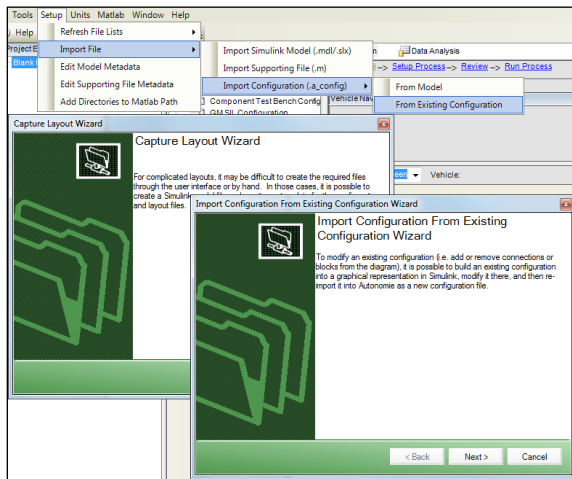 Tools Setup Units Matlab Window Help
Help
Refresh File Lists
Project E
Import File
Import Simulink Model (.mdl/.slx)
Data Analysis
Blank
Edit Model Metadata
Import Supporting File (.m)
--> Setup Process--> Review --> Run Process
Edit Supporting File Metadata
Import Configuration (.a_config)
From Model
Add Directories to Matlab Path
Component Test Bench Config
Vehicle Nav
From Existing Configuration
GM SIL Configuration
Capture Layout Wizard
Capture Layout Wizard
Vehicle:
For complicated layouts, it may be difficult to create the required files
through the user interface or by hand. In those cases, it is possible to
create a Simulink
and layout files.
Import Configuration From Existing Configuration Wizard
Import Configuration From Existing
Configuration Wizard
To modify an existing configuration (i.e. add or remove connections or
blocks from the diagram), it is possible to build an existing configuration
into a graphical representation in Simulink, modify it there, and then re-
import it into Autonomie as a new configuration file.
< Back Next > Cancel